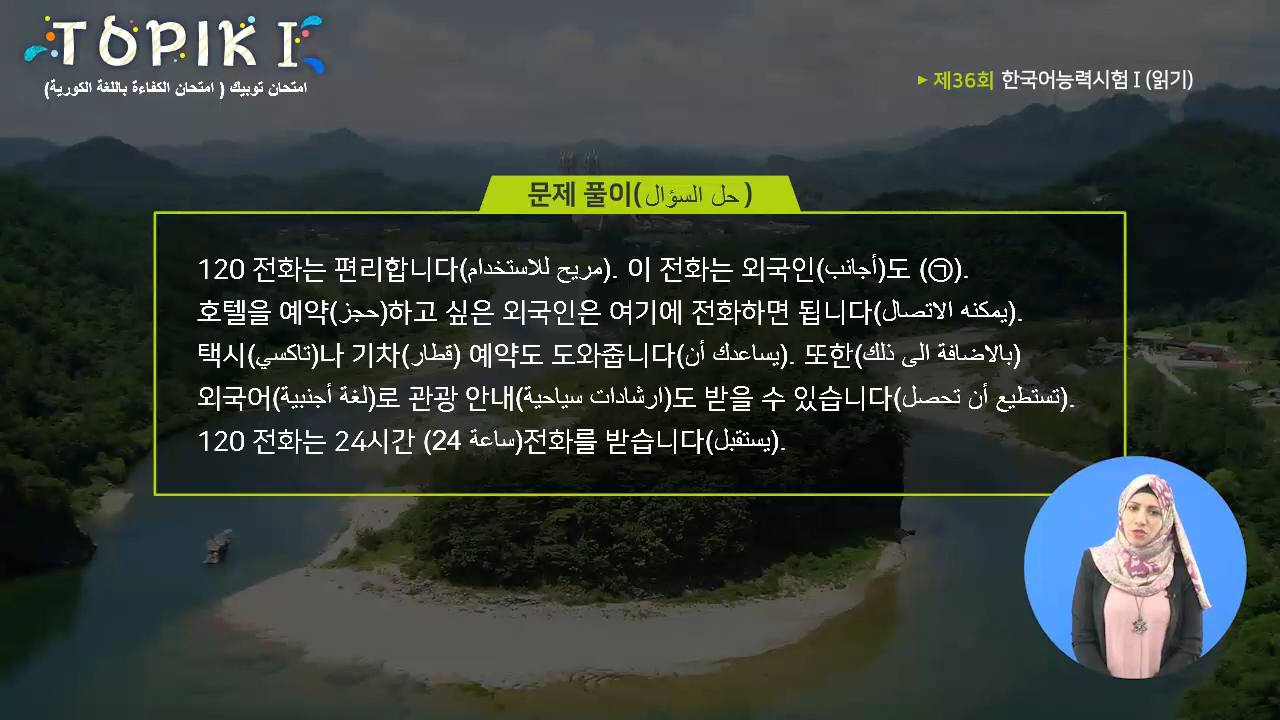 TOPIK I
امتحان توبيك ( امتحان الكفاءة باللغة الكورية)
▸ 제36회 한국어능력시험 I (읽기)
문제 풀이(حل السؤال)
120 전화는 편리합니다(مريح للاستخدام). 이 전화는 외국인(أجانب)도 (㉠).
호텔을 예약(حجز)하고 싶은 외국인은 여기에 전화하면 됩니다(يمكنه الاتصال).
택시(تاكسي)나 기차(قطار) 예약도 도와줍니다(يساعدك أن). 또한(بالاضافة الى ذلك)
외국어(لغة أجنبية)로 관광 안내(ارشادات سياحية)도 받을 수 있습니다(تستطيع أن تحصل).
120 전화는 24시간 (24 ساعة)전화를 받습니다(يستقبل).